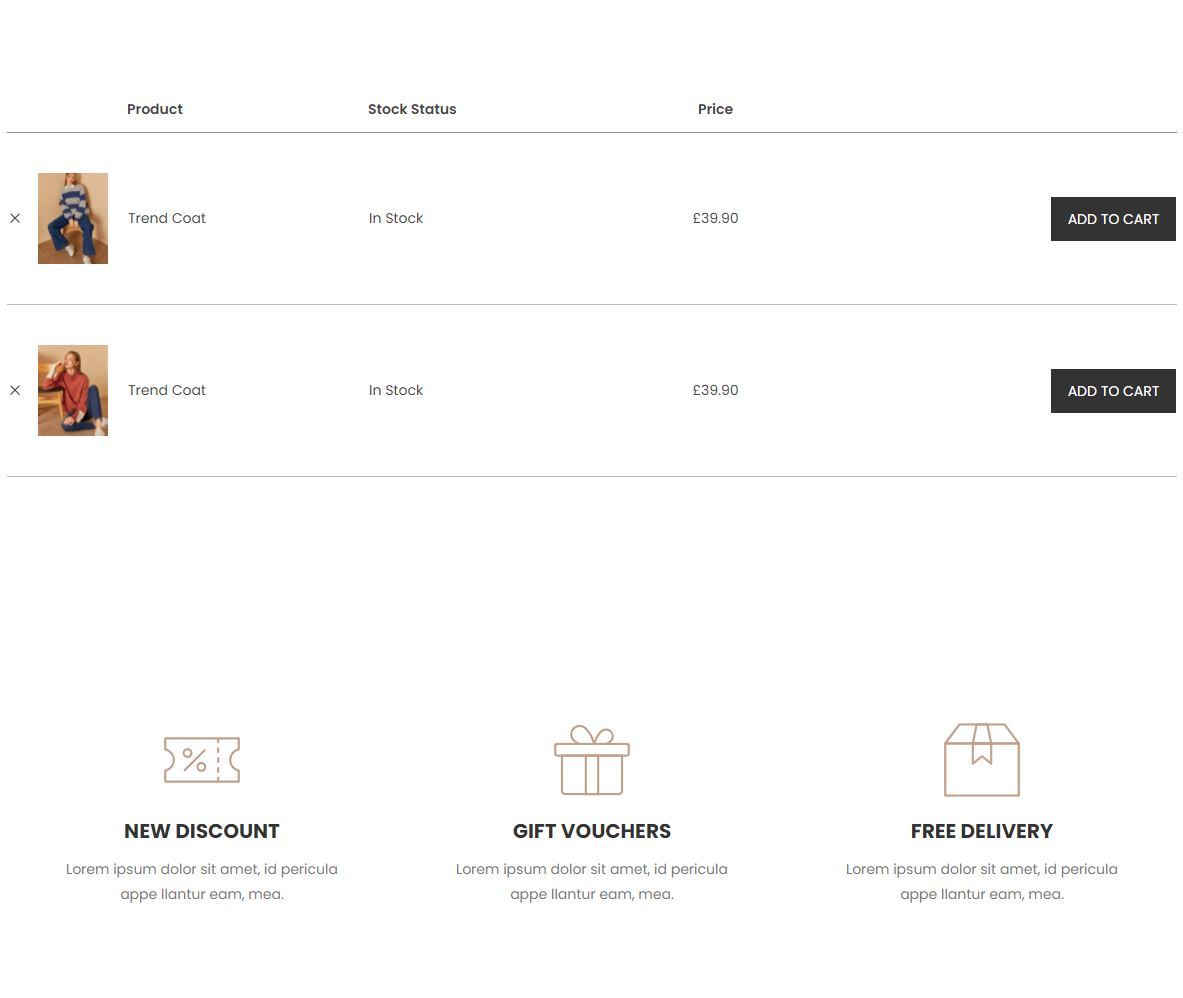 Product Stock Status Price
Trend Coat In Stock £39.90 ADD TO CART
Trend Coat In Stock £39.90 ADD TO CART
NEW DISCOUNT
Lorem ipsum dolor sit amet, id pericula
appe llantur eam, mea.
GIFT VOUCHERS
Lorem ipsum dolor sit amet, id pericula
appe llantur eam, mea.
FREE DELIVERY
Lorem ipsum dolor sit amet, id pericula
appe llantur eam, mea.